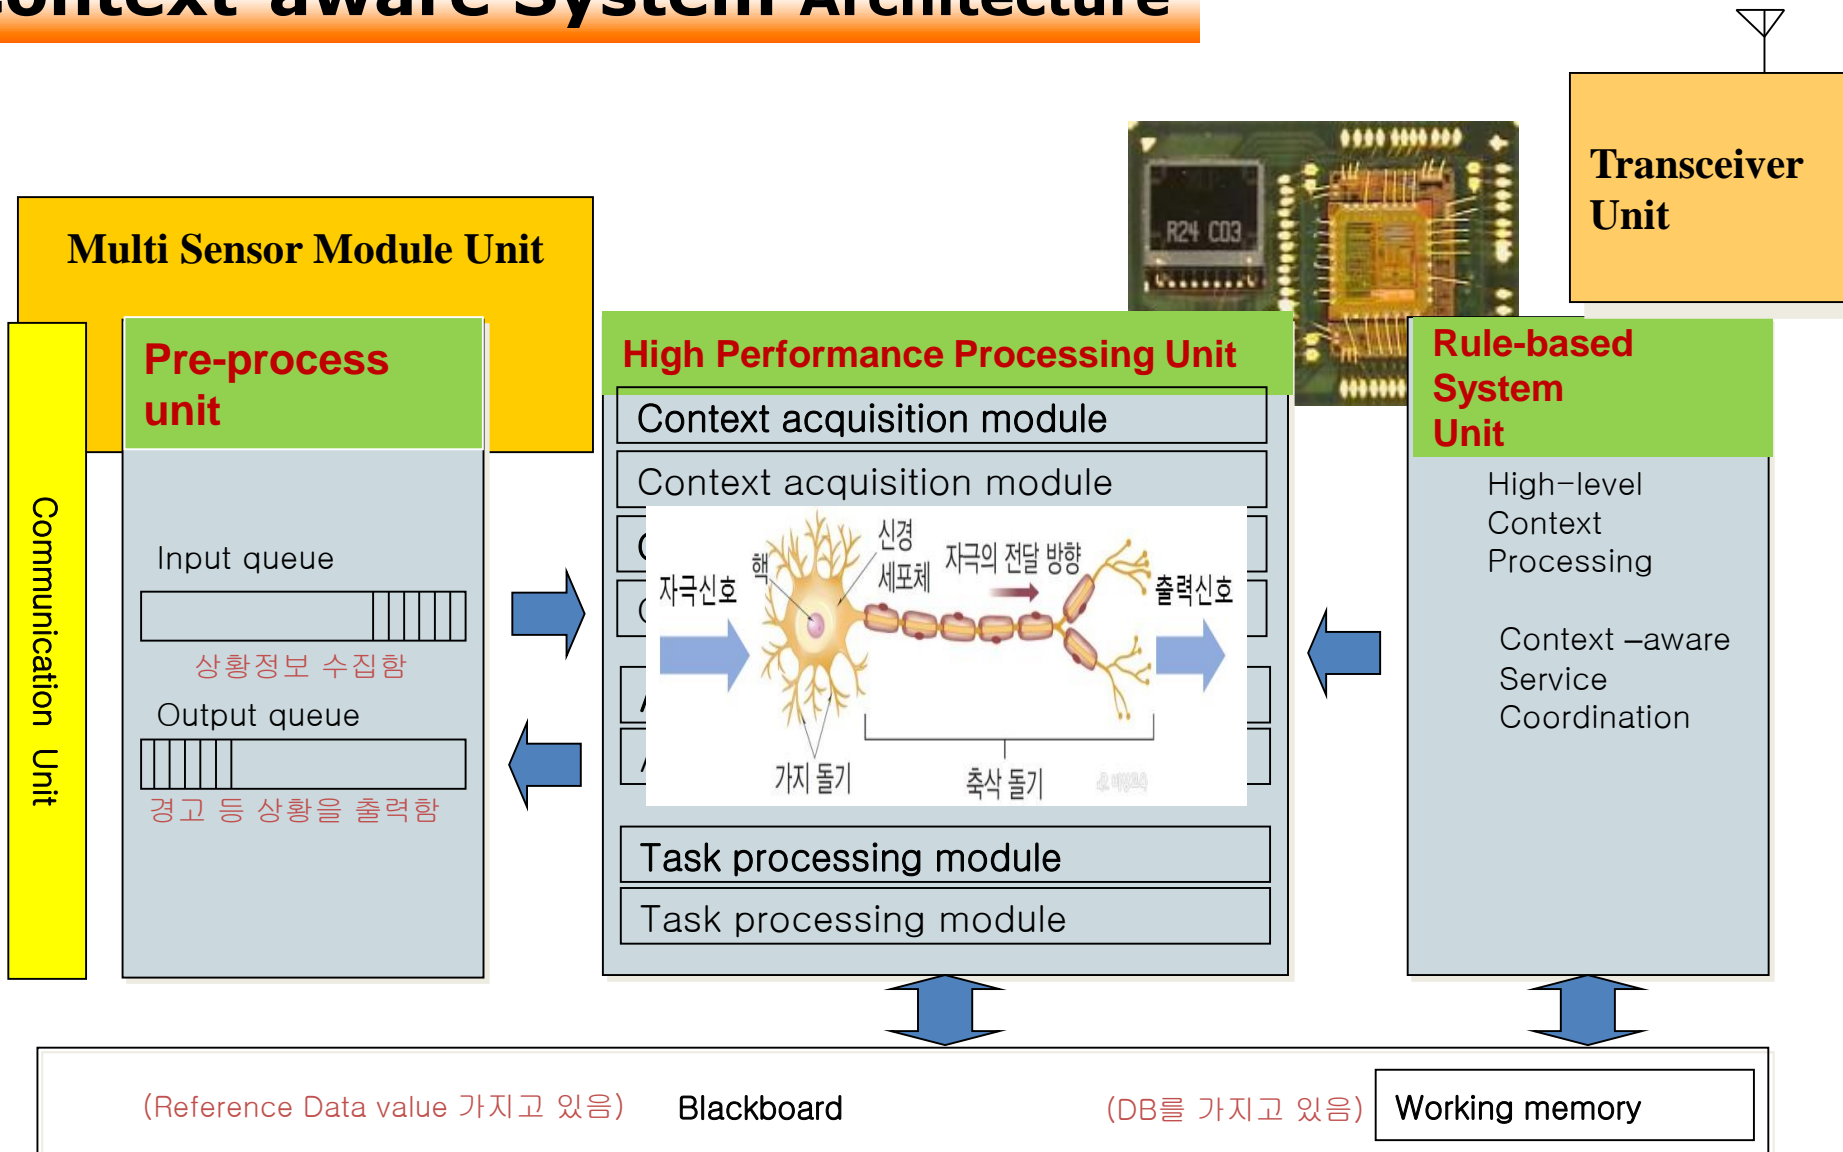 ontext-aware System Architecture
Transceiver
Unit
R24 C03
Multi Sensor Module Unit
Pre-process
unit
High Performance Processing Unit
Rule-based
System
Unit
Context acquisition module
Context acquisition module
High-level
Context
Processing
Communication Unit
Input queue
상황정보 수집함
Output queue
경고 등 상황을 출력함
자극신호
핵
신경
세포체
자극의 전달 방향
출력신호
가지 돌기
축삭 돌기
Context –aware
Service
Coordination
Task processing module
Task processing module
(Reference Data value 가지고 있음)
Blackboard
(DB를 가지고 있음)
Working memory